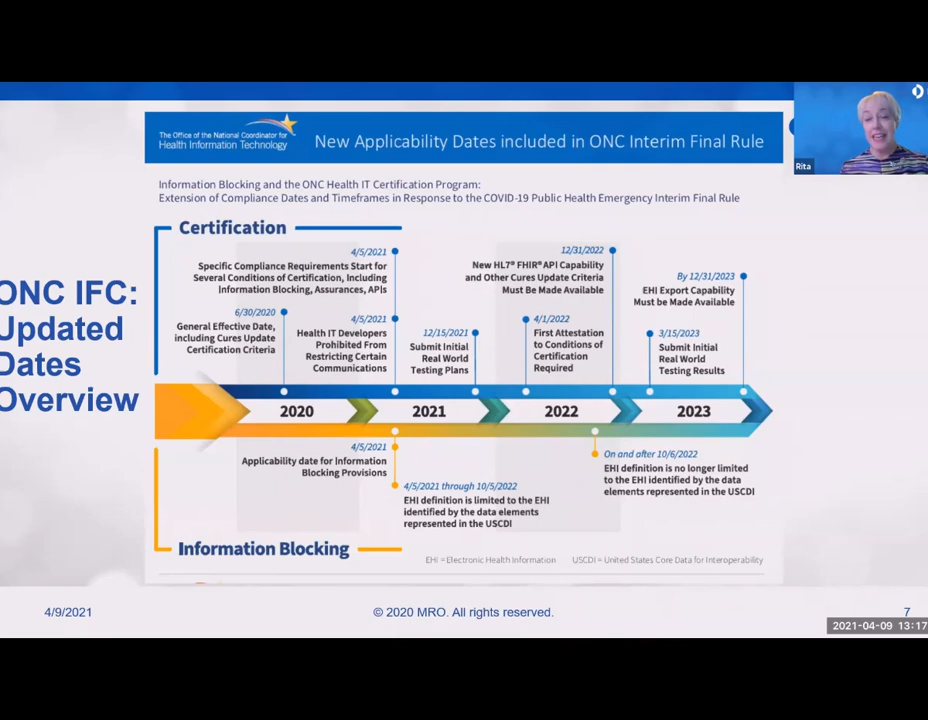 The Office of the National Coordinator for
Health Information Technology
New Applicability Dates included in ONC Interim Final Rule
Rita
Information Blocking and the ONC Health IT Certification Program:
Extension of Compliance Dates and Timeframes in Response to the COVID-19 Public Health Emergency Interim Final Rule
ONC IFC:
Updated
Dates
Overview
Certification
4/5/2021
Specific Compliance Requirements Start for
Several Conditions of Certification, Including
Information Blocking, Assurances, APIs
12/31/2022
New HL7® FHIR® API Capability
and Other Cures Update Criteria
Must Be Made Available
By 12/31/2023
EHI Export Capability
Must be Made Available
6/30/2020
General Effective Date,
including Cures Update
Certification Criteria
4/5/2021
Health IT Developers
Prohibited From
Restricting Certain
Communications
12/15/2021
Submit Initial
Real World
Testing Plans
4/1/2022
First Attestation
to Conditions of
Certification
Required
3/15/2023
Submit Initial
Real World
Testing Results
2020
2021
2022
2023
4/5/2021
Applicability date for Information
Blocking Provisions
4/5/2021 through 10/5/2022
EHI definition is limited to the EHI
identified by the data elements
represented in the USCDI
On and after 10/6/2022
EHI definition is no longer limited
to the EHI identified by the data
elements represented in the USCDI
Information Blocking
EHI = Electronic Health Information
USCDI = United States Core Data for Interoperability
4/9/2021
© 2020 MRO. All rights reserved.
7
2021-04-09 13:17